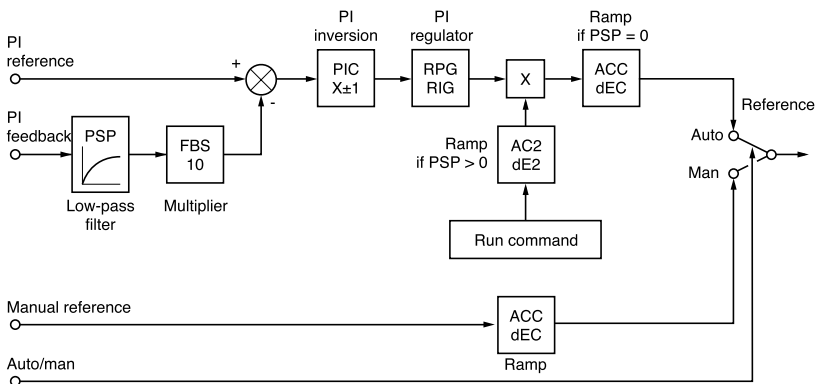 PI
reference
+
-
PI
inversion
PIC
X±1
PI
regulator
RPG
RIG
X
Ramp
if PSP = 0
ACC
dEC
Reference
Auto
Man
PI
feedback
PSP
Low-pass
filter
FBS
10
Multiplier
Ramp
if PSP > 0
AC2
dE2
Run command
Manual reference
ACC
dEC
Ramp
Auto/man